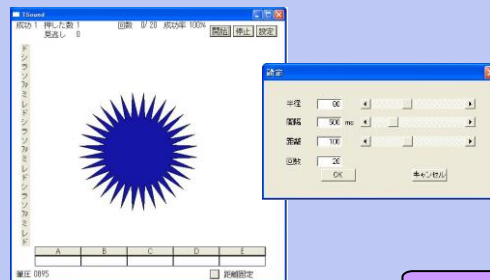 TSound
成功 1 押した数 1 回数 0/ 20 成功率 100%
見逃し 0
開始 停止 設定
ド
シ
ラ
ソ
ファ
ミ
レ
ド
シ
ラ
ソ
ファ
ミ
レ
ド
シ
ラ
ソ
ファ
ミ
レ
ド
A B C D E
筆圧 0895
距離固定
設定
半径 80
間隔 500 ms
距離 100
回数 20
OK キャンセル